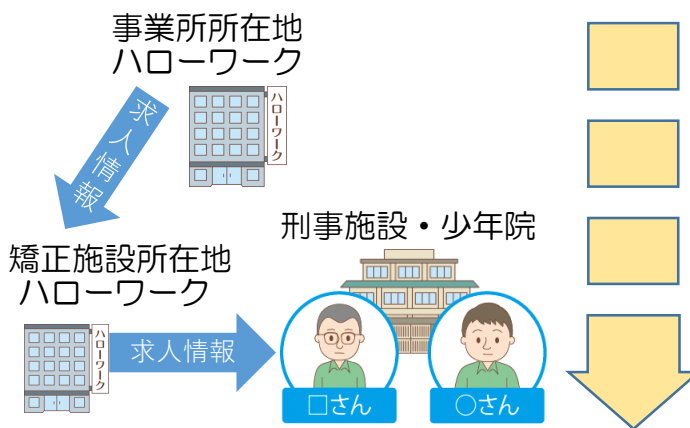 事業所所在地
ハローワーク
ハローワーク
求人情報
矯正施設所在地
ハローワーク
ハローワーク
求人情報
刑事施設・少年院
□さん
○さん